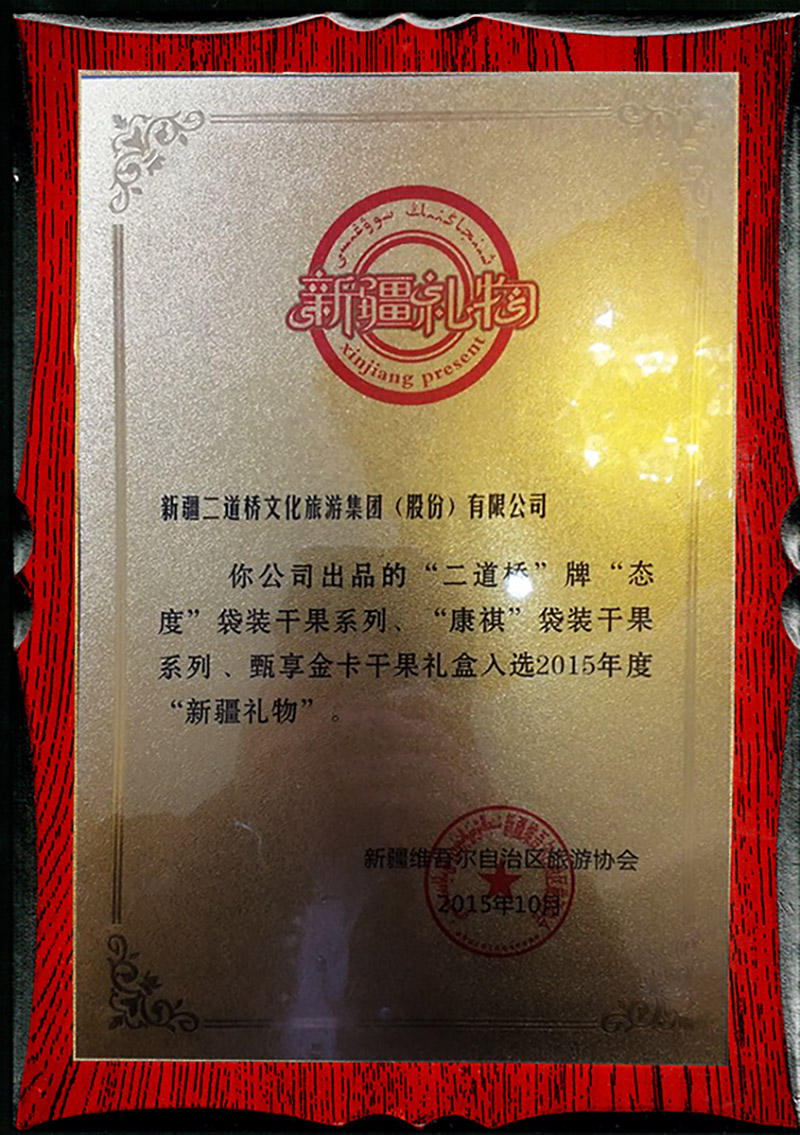 شىنجاڭنىڭ سوۋغىسى
新疆礼物
xinjiang present
新疆二道桥文化旅游集团（股份）有限公司
你公司出品的“二道桥”牌“态
度”袋装干果系列、“康祺”袋装干果
系列、甄享金卡干果礼盒入选2015年度
“新疆礼物”。
新疆维吾尔自治区旅游协会
2015年10月